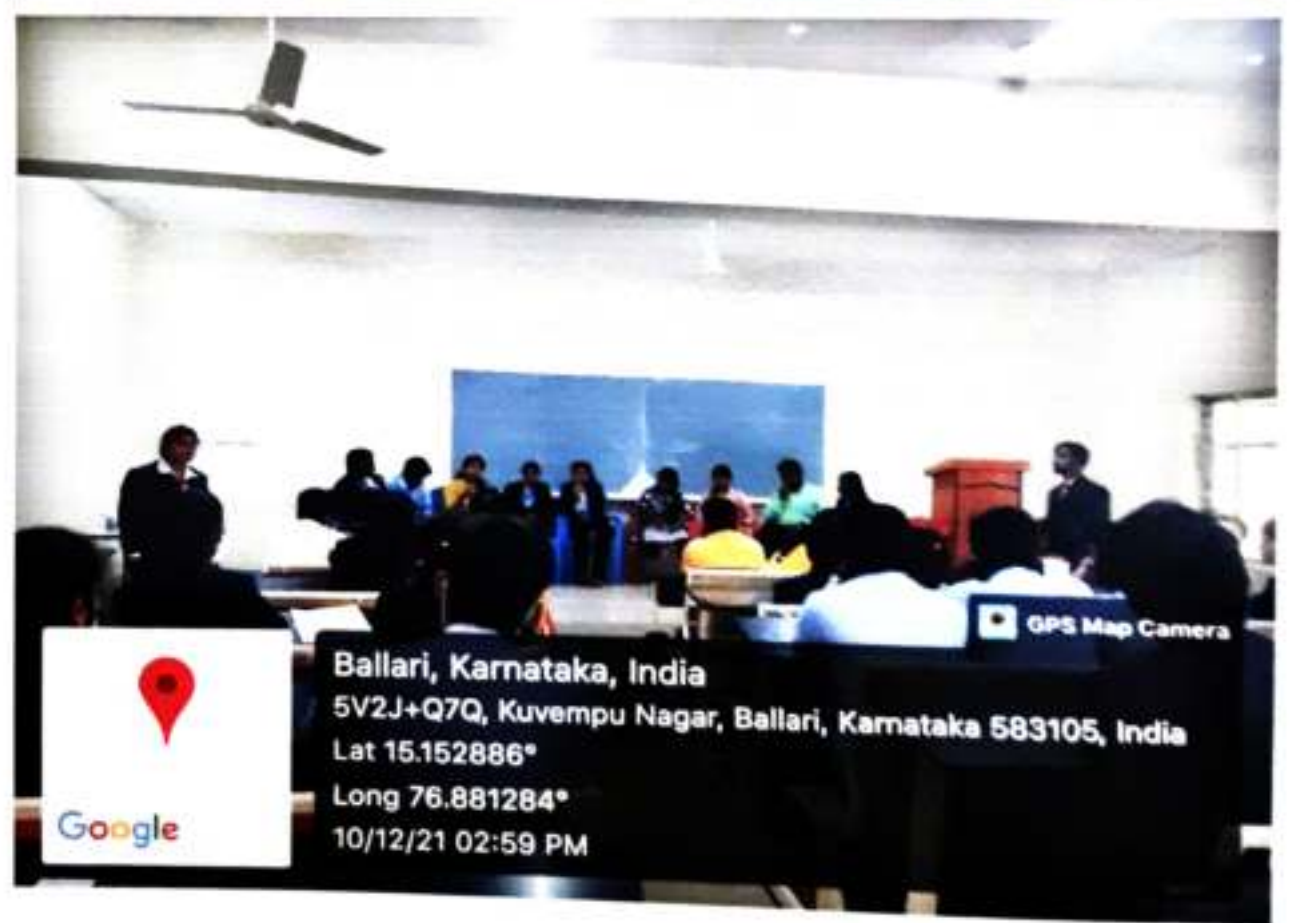 GPS Map Camera
Ballari, Karnataka, India
5V2J+Q7Q, Kuvempu Nagar, Ballari, Karnataka 583105, India
Lat 15.152886°
Long 76.881284°
10/12/21 02:59 PM
Google